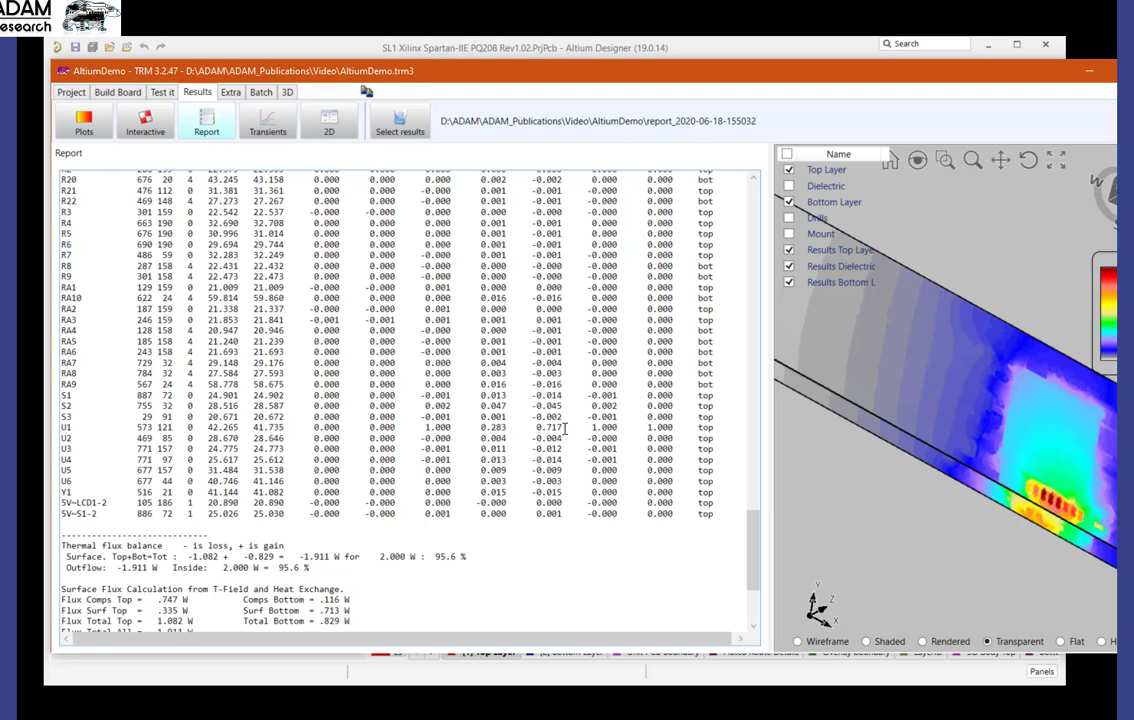 ADAM
Research
SL1 Xilinx Spartan-IIE PQ208 Rev1.02.PrjPcb - Altium Designer (19.0.14)
Search
AltiumDemo - TRM 3.2.47 - D:\ADAM\ADAM_Publications\Video\AltiumDemo.trm3
Project Build Board Test it Results Extra Batch 3D
Plots Interactive Report Transients 2D Select results
D:\ADAM\ADAM_Publications\Video\AltiumDemo\report_2020-06-18-155032
Report
R20 676 20 4 43.245 43.158 0.000 0.000 0.000 0.002 -0.002 0.000 0.000 bot
R21 476 112 0 31.381 31.361 0.000 0.000 -0.000 0.001 -0.001 -0.000 0.000 top
R22 469 148 4 27.273 27.267 0.000 0.000 -0.000 0.001 -0.001 -0.000 0.000 bot
R3 301 159 0 22.542 22.537 -0.000 -0.000 -0.000 0.000 -0.001 -0.000 0.000 top
R4 663 190 0 32.690 32.708 0.000 0.000 -0.000 0.001 -0.001 -0.000 0.000 top
R5 676 190 0 30.996 31.014 0.000 0.000 -0.000 0.001 -0.001 -0.000 0.000 top
R6 690 190 0 29.694 29.744 0.000 0.000 -0.000 0.001 -0.001 -0.000 0.000 top
R7 486 59 0 32.283 32.249 0.000 0.000 -0.000 0.001 -0.001 0.000 0.000 top
R8 287 158 4 22.431 22.432 0.000 0.000 -0.000 0.000 -0.001 -0.000 0.000 bot
R9 301 158 4 22.473 22.473 0.000 0.000 -0.000 0.000 -0.001 -0.000 0.000 bot
RA1 129 159 0 21.009 21.009 -0.000 -0.000 0.001 0.000 0.000 -0.000 0.000 top
RA10 622 24 4 59.814 59.860 0.000 0.000 0.000 0.016 -0.016 0.000 0.000 bot
RA2 187 159 0 21.338 21.337 -0.000 -0.000 -0.000 0.000 -0.001 -0.000 0.000 top
RA3 246 159 0 21.853 21.841 -0.000 -0.000 -0.001 0.000 -0.001 -0.000 0.000 top
RA4 128 158 4 20.947 20.946 0.000 0.000 -0.000 0.000 0.001 -0.000 0.000 bot
RA5 185 158 4 21.240 21.239 0.000 0.000 -0.001 0.000 -0.001 -0.000 0.000 bot
RA6 243 158 4 21.693 21.693 0.000 0.000 -0.001 0.001 -0.001 -0.000 0.000 bot
RA7 729 32 4 29.148 29.176 0.000 0.000 -0.000 0.004 -0.004 0.000 0.000 bot
RA8 784 32 4 27.584 27.593 0.000 0.000 -0.000 0.003 -0.003 0.000 0.000 bot
RA9 567 24 4 58.778 58.675 0.000 0.000 0.000 0.016 -0.016 0.000 0.000 bot
S1 887 72 0 24.901 24.902 0.000 0.000 -0.001 0.013 -0.014 -0.001 0.000 top
S2 755 32 0 28.516 28.587 0.000 0.000 0.002 0.047 -0.045 0.002 0.000 top
S3 29 91 0 20.671 20.672 0.000 0.000 -0.001 0.001 -0.002 -0.001 0.000 top
U1 573 121 0 42.265 41.735 0.000 0.000 1.000 0.283 0.717 1.000 1.000 top
U2 469 85 0 28.670 28.646 0.000 0.000 -0.000 0.004 -0.004 -0.000 0.000 top
U3 771 157 0 24.775 24.773 0.000 0.000 -0.001 0.011 -0.012 -0.001 0.000 top
U4 771 97 0 25.617 25.612 0.000 0.000 -0.001 0.013 -0.014 -0.001 0.000 top
U5 677 157 0 31.484 31.538 0.000 0.000 -0.000 0.009 -0.009 -0.000 0.000 top
U6 677 44 0 40.746 41.158 0.000 0.000 -0.000 0.003 -0.003 -0.000 0.000 top
Y1 516 21 0 41.144 41.082 0.000 0.000 0.000 0.015 -0.015 0.000 0.000 top
5V~LCD1-2 105 186 1 20.890 20.890 -0.000 -0.000 -0.000 0.000 0.000 -0.000 0.000 top
5V~S1-2 886 72 1 25.026 25.030 -0.000 -0.000 0.001 0.000 0.001 -0.000 0.000 top
-----------------------------
Thermal flux balance - is loss, + is gain
Surface. Top+Bot=Tot : -1.082 + -0.829 = -1.911 W for 2.000 W : 95.6 %
Outflow: -1.911 W Inside: 2.000 W = 95.6 %
Surface Flux Calculation from T-Field and Heat Exchange.
Flux Comps Top = .747 W Comps Bottom = .116 W
Flux Surf Top = .335 W Surf Bottom = .713 W
Flux Total Top = 1.082 W Total Bottom = .829 W
Name
Top Layer
Dielectric
Bottom Layer
Drills
Mount
Results Top Laye
Results Dielectric
Results Bottom L
W
Y
Z
X
Wireframe Shaded Rendered Transparent Flat H
Panels